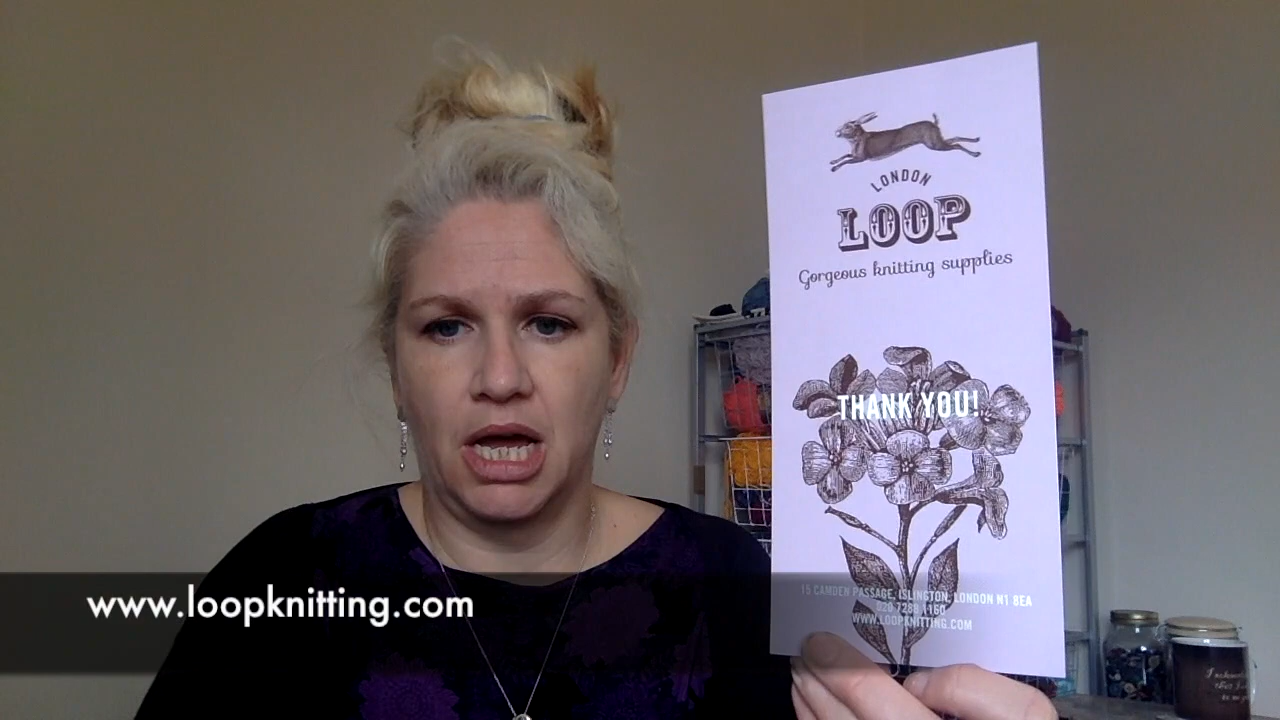 LONDON
LOOP
Gorgeous knitting supplies
THANK YOU!
15 CAMDEN PASSAGE, ISLINGTON, LONDON N1 8EA
020 7288 1160
WWW.LOOPKNITTING.COM
www.loopknitting.com